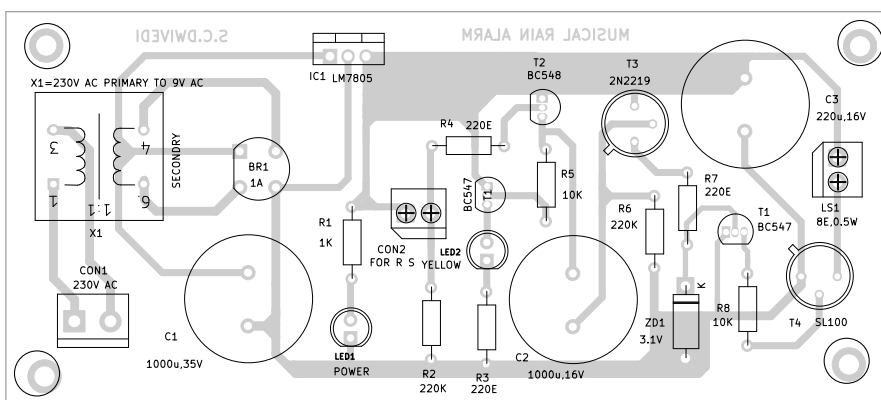 S.C.DWIVEDI
MUSICAL RAIN ALARM
X1=230V AC PRIMARY TO 9V AC
IC1
LM7805
T2
BC548
T3
2N2219
C3
220u,16V
3
4
1
6
1:1
SECONDRY
X1
BR1
1A
R4
220E
BC547
T1
R5
10K
R7
220E
LS1
8E,0.5W
R1
1K
CON2
FOR R S
LED2
YELLOW
R6
220K
T1
BC547
CON1
230V AC
C1
1000u,35V
LED1
POWER
R2
220K
R3
220E
C2
1000u,16V
K
ZD1
3.1V
R8
10K
T4
SL100